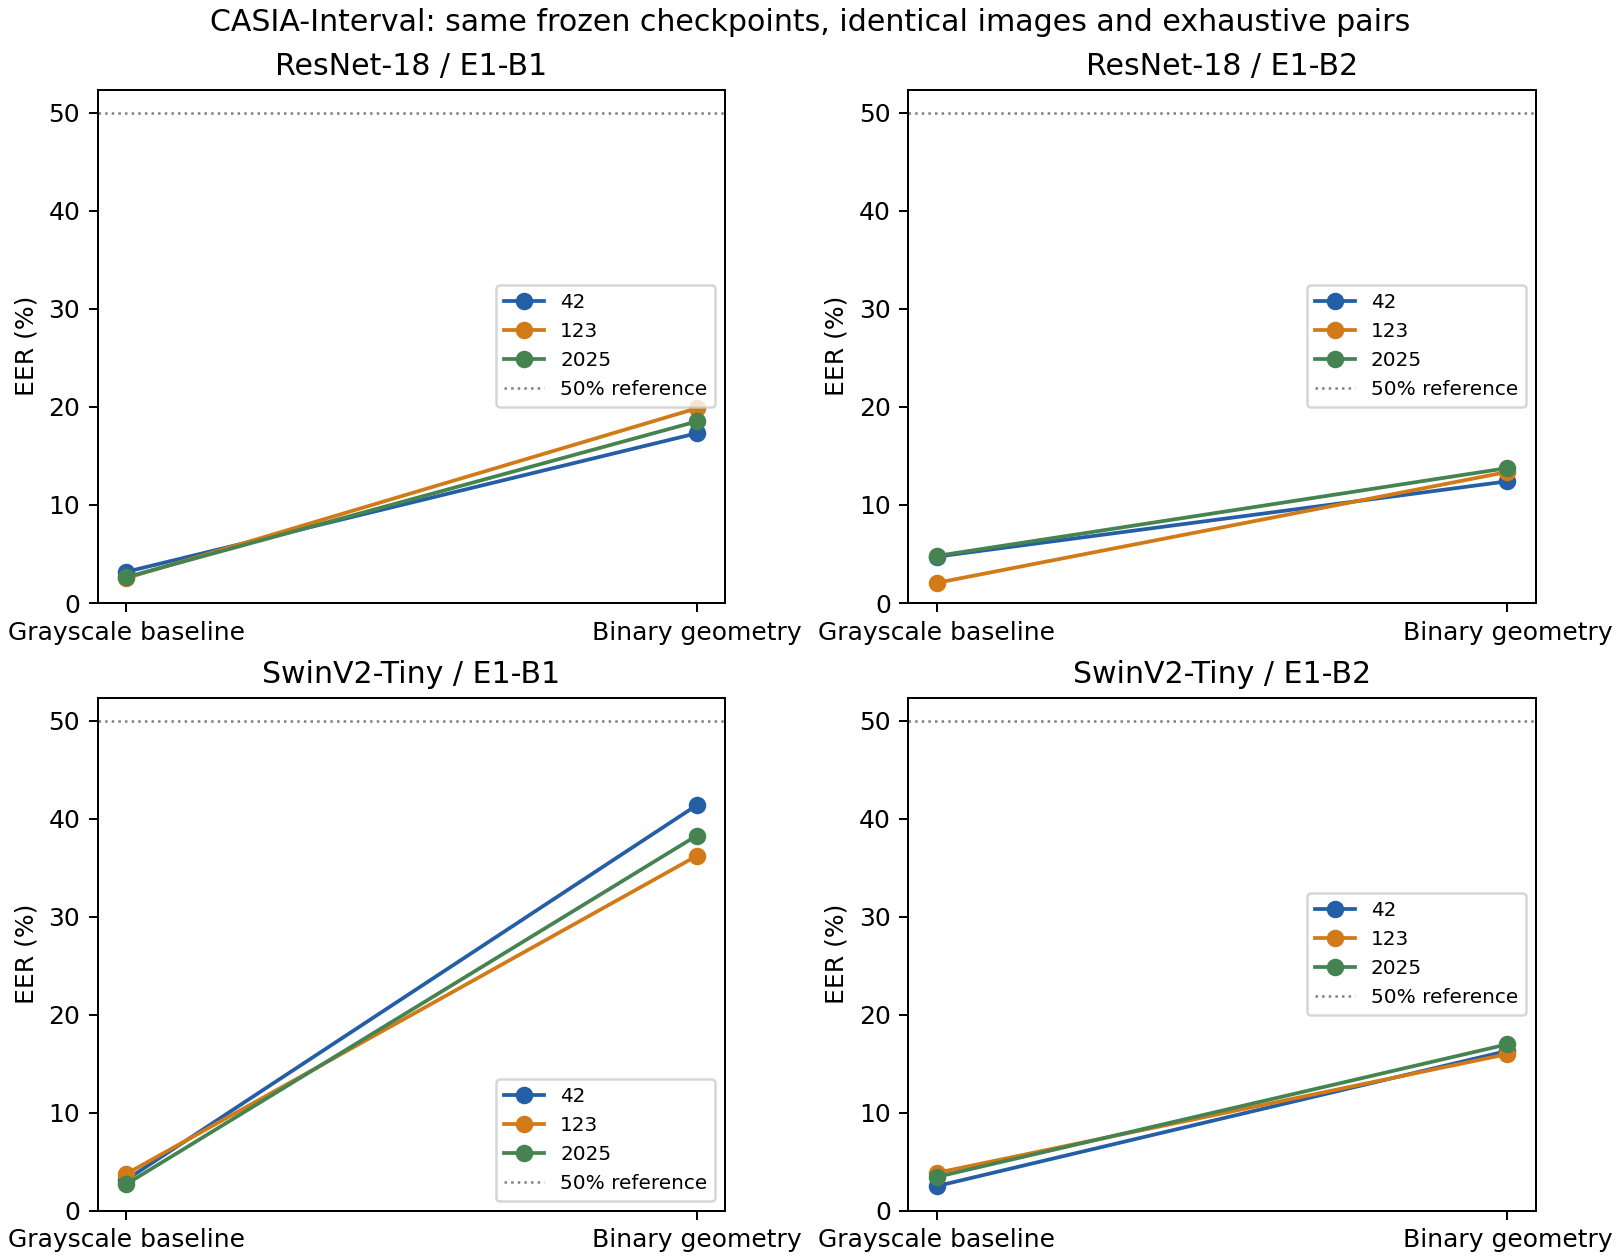 CASIA-Interval: same frozen checkpoints, identical images and exhaustive pairs
ResNet-18 / E1-B1
EER (%)
50
40
30
20
10
0
42
123
2025
50% reference
Grayscale baseline
Binary geometry
ResNet-18 / E1-B2
EER (%)
50
40
30
20
10
0
42
123
2025
50% reference
Grayscale baseline
Binary geometry
SwinV2-Tiny / E1-B1
EER (%)
50
40
30
20
10
0
42
123
2025
50% reference
Grayscale baseline
Binary geometry
SwinV2-Tiny / E1-B2
EER (%)
50
40
30
20
10
0
42
123
2025
50% reference
Grayscale baseline
Binary geometry